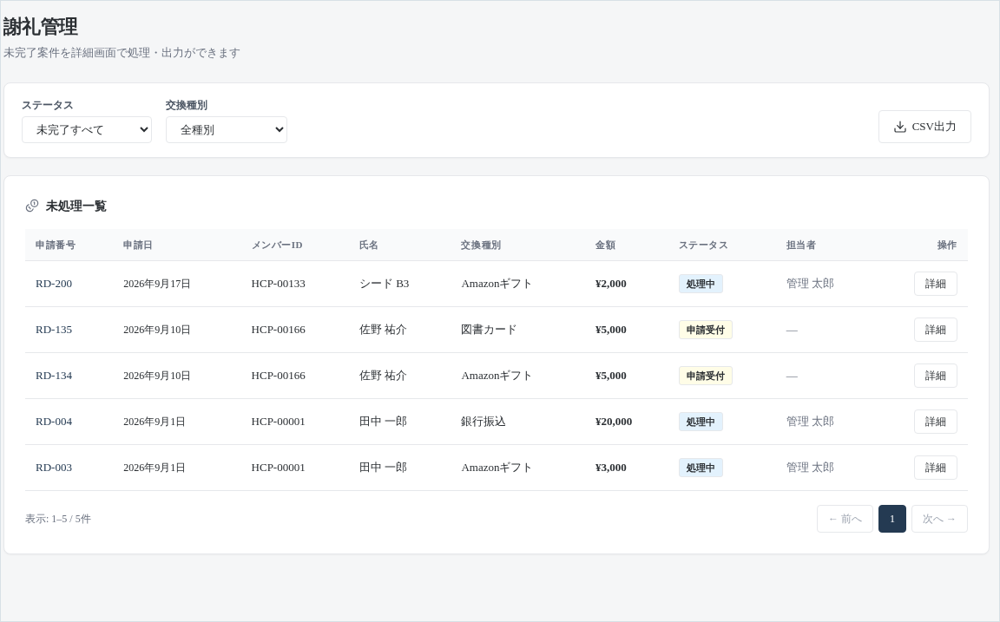 謝礼管理
未完了案件を詳細画面で処理・出力ができます
ステータス 交換種別
未完了すべて 全種別 CSV出力
未処理一覧
申請番号 申請日 メンバーID 氏名 交換種別 金額 ステータス 担当者 操作
RD-200 2026年9月17日 HCP-00133 シード B3 Amazonギフト ¥2,000 処理中 管理 太郎 詳細
RD-135 2026年9月10日 HCP-00166 佐野 祐介 図書カード ¥5,000 申請受付 — 詳細
RD-134 2026年9月10日 HCP-00166 佐野 祐介 Amazonギフト ¥5,000 申請受付 — 詳細
RD-004 2026年9月1日 HCP-00001 田中 一郎 銀行振込 ¥20,000 処理中 管理 太郎 詳細
RD-003 2026年9月1日 HCP-00001 田中 一郎 Amazonギフト ¥3,000 処理中 管理 太郎 詳細
表示: 1–5 / 5件 ← 前へ 1 次へ →